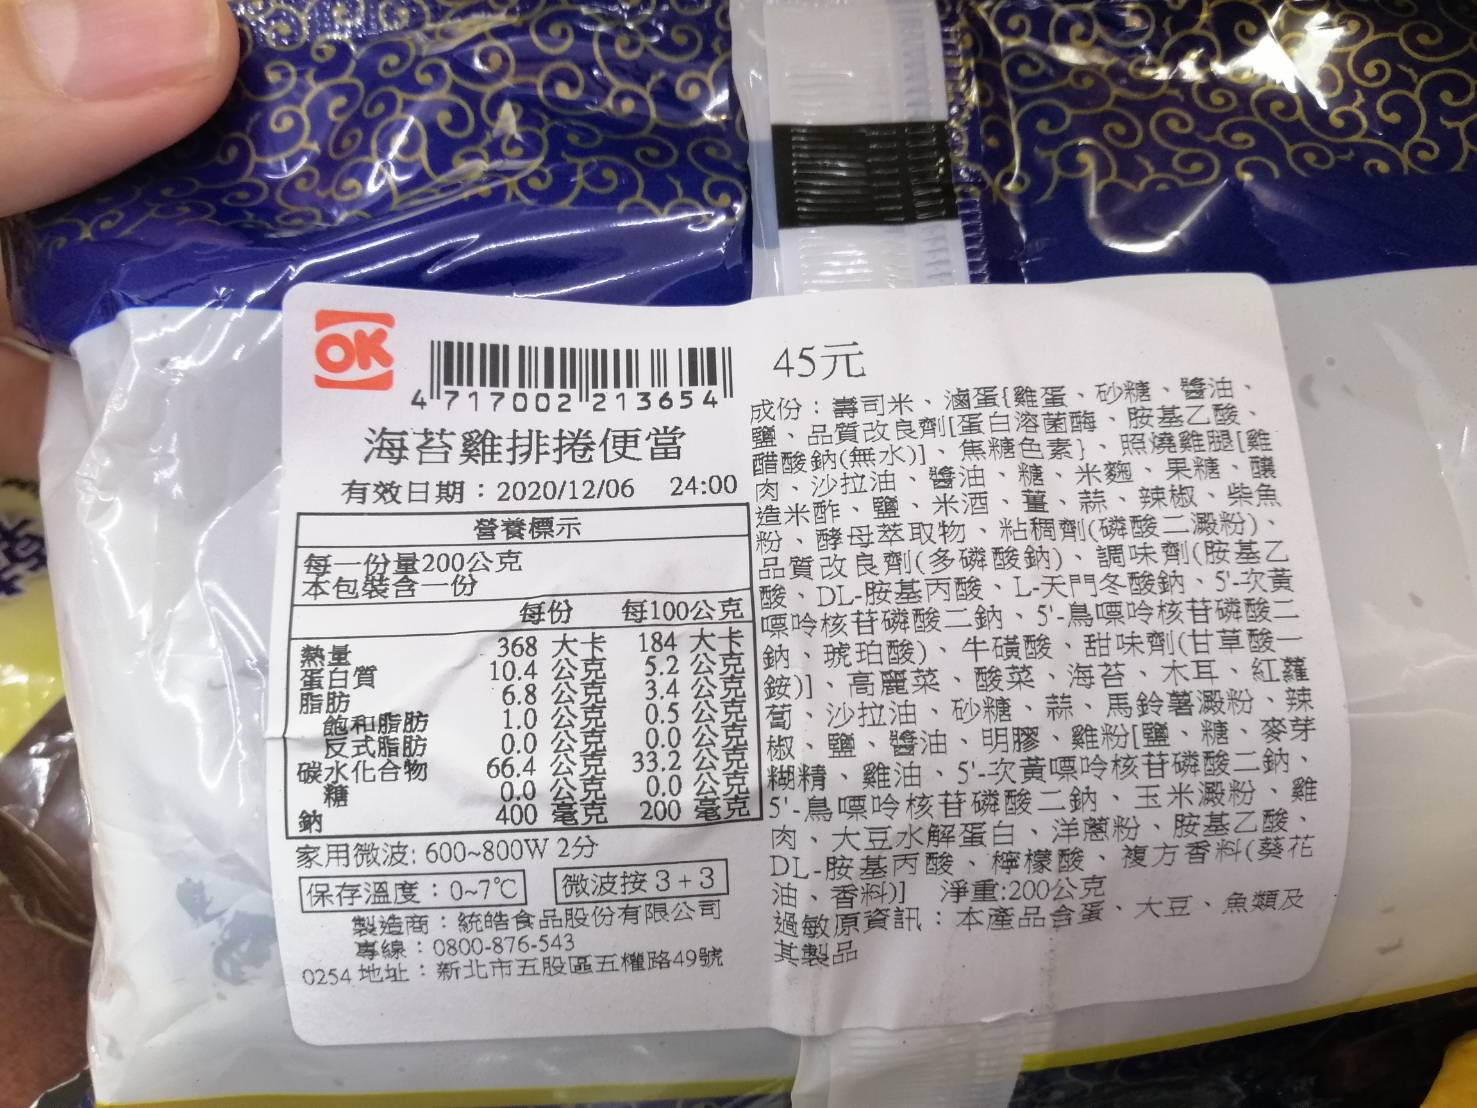 OK
4 717002 213654
海苔雞排捲便當
有效日期：2020/12/06 24:00
營養標示
每一份量200公克
本包裝含一份
每份 每100公克
熱量 368 大卡 184 大卡
蛋白質 10.4 公克 5.2 公克
脂肪 6.8 公克 3.4 公克
飽和脂肪 1.0 公克 0.5 公克
反式脂肪 0.0 公克 0.0 公克
碳水化合物 66.4 公克 33.2 公克
糖 0.0 公克 0.0 公克
鈉 400 毫克 200 毫克
家用微波: 600~800W 2分
保存溫度：0~7℃ 微波按 3+3
製造商：統皓食品股份有限公司
專線：0800-876-543
0254 地址：新北市五股區五權路49號
45元
成份：壽司米、滷蛋{雞蛋、砂糖、醬油、
鹽、品質改良劑[蛋白溶菌酶、胺基乙酸、
醋酸鈉(無水)]、焦糖色素}、照燒雞腿[雞
肉、沙拉油、醬油、糖、米麴、果糖、釀
造米酢、鹽、米酒、薑、蒜、辣椒、柴魚
粉、酵母萃取物、粘稠劑(磷酸二澱粉)、
品質改良劑(多磷酸鈉)、調味劑(胺基乙
酸、DL-胺基丙酸、L-天門冬酸鈉、5'-次黃
嘌呤核苷磷酸二鈉、5'-鳥嘌呤核苷磷酸二
鈉、琥珀酸)、牛磺酸、甜味劑(甘草酸一
銨)]、高麗菜、酸菜、海苔、木耳、紅蘿
蔔、沙拉油、砂糖、蒜、馬鈴薯澱粉、辣
椒、鹽、醬油、明膠、雞粉[鹽、糖、麥芽
糊精、雞油、5'-次黃嘌呤核苷磷酸二鈉、
5'-鳥嘌呤核苷磷酸二鈉、玉米澱粉、雞
肉、大豆水解蛋白、洋蔥粉、胺基乙酸、
DL-胺基丙酸、檸檬酸、複方香料(葵花
油、香料)] 淨重:200公克
過敏原資訊：本產品含蛋、大豆、魚類及
其製品